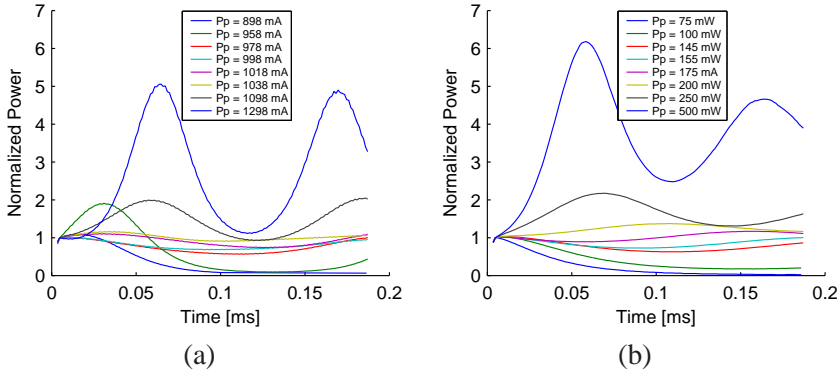 7
6
5
4
3
2
1
0
Normalized Power
Pp = 898 mA
Pp = 958 mA
Pp = 978 mA
Pp = 998 mA
Pp = 1018 mA
Pp = 1038 mA
Pp = 1098 mA
Pp = 1298 mA
0 0.05 0.1 0.15 0.2
Time [ms]
(a)
7
6
5
4
3
2
1
0
Normalized Power
Pp = 75 mW
Pp = 100 mW
Pp = 145 mW
Pp = 155 mW
Pp = 175 mA
Pp = 200 mW
Pp = 250 mW
Pp = 500 mW
0 0.05 0.1 0.15 0.2
Time [ms]
(b)